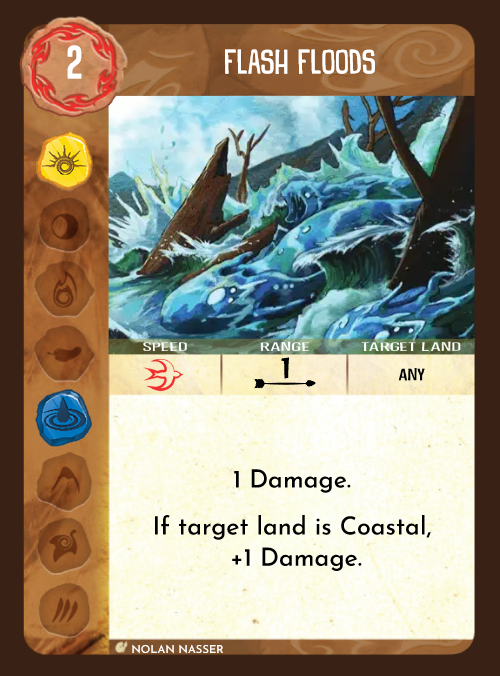 2
FLASH FLOODS
SPEED RANGE TARGET LAND
1
ANY
1 Damage.
If target land is Coastal,
+1 Damage.
NOLAN NASSER